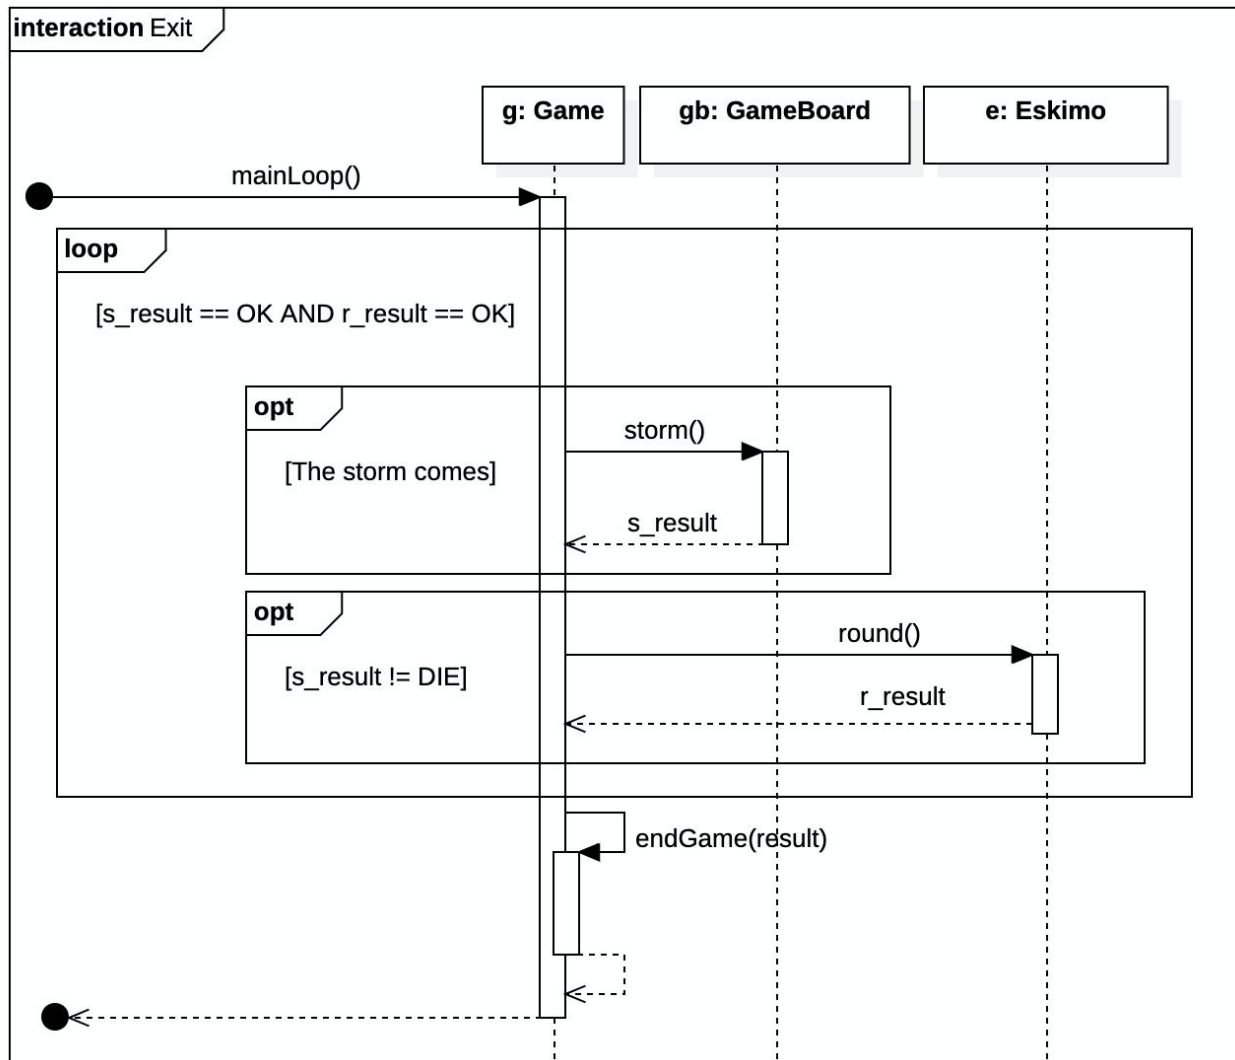 interaction Exit
g: Game
gb: GameBoard
e: Eskimo
mainLoop()
loop
[s_result == OK AND r_result == OK]
opt
storm()
[The storm comes]
s_result
opt
round()
[s_result != DIE]
r_result
endGame(result)